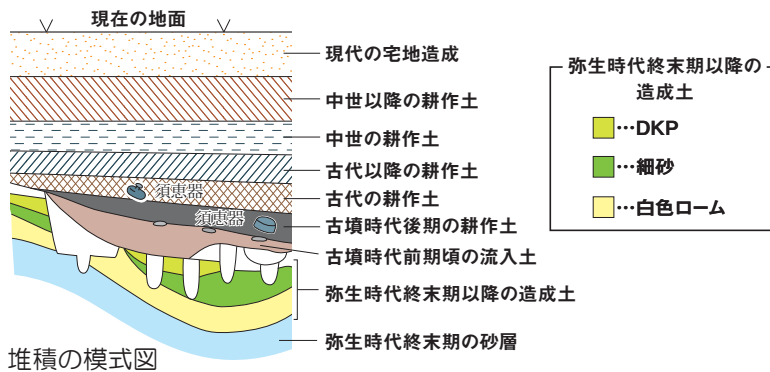 現在の地面
現代の宅地造成
中世以降の耕作土
中世の耕作土
古代以降の耕作土
須恵器
古代の耕作土
須恵器
古墳時代後期の耕作土
古墳時代前期頃の流入土
弥生時代終末期以降の造成土
弥生時代終末期の砂層
堆積の模式図
弥生時代終末期以降の
造成土
…DKP
…細砂
…白色ローム